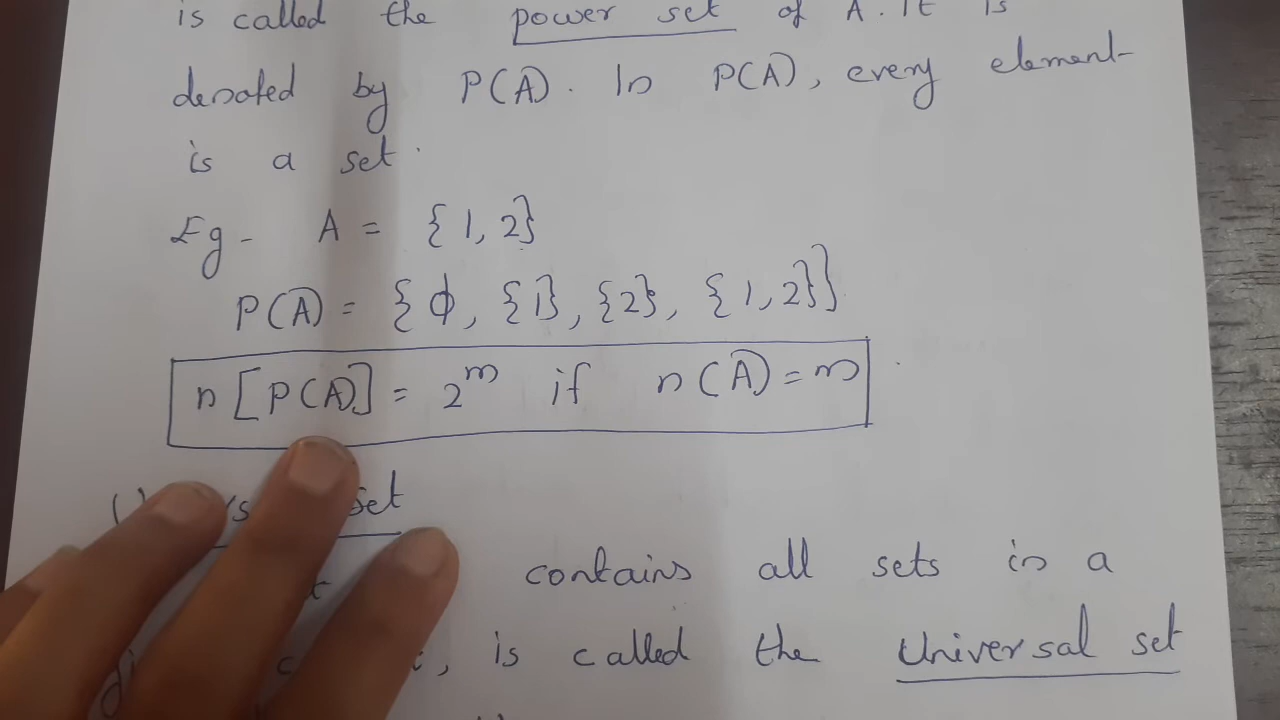 is called the power set of A. It is
denoted by P(A). In P(A), every element
is a set.
Eg- A = {1, 2}
P(A) = {ϕ, {1}, {2}, {1, 2}}
n[P(A)] = 2^m if n(A) = m
set
contains all sets in a
, is called the Universal set